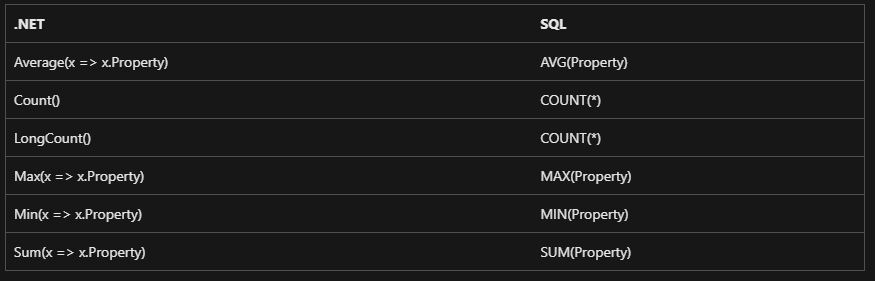 .NET SQL
Average(x => x.Property) AVG(Property)
Count() COUNT(*)
LongCount() COUNT(*)
Max(x => x.Property) MAX(Property)
Min(x => x.Property) MIN(Property)
Sum(x => x.Property) SUM(Property)